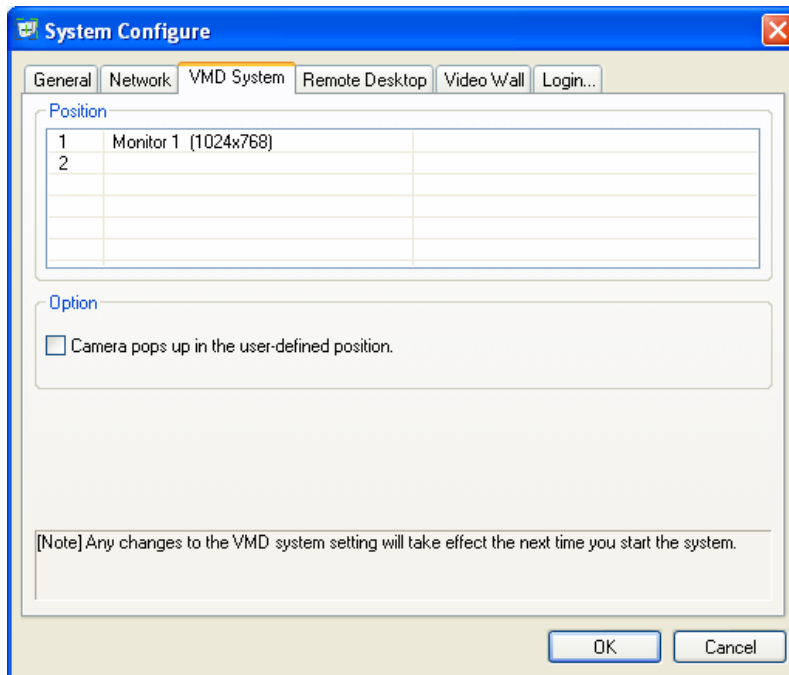 System Configure
General Network VMD System Remote Desktop Video Wall Login...
Position
1 Monitor 1 (1024x768)
2
Option
Camera pops up in the user-defined position.
[Note] Any changes to the VMD system setting will take effect the next time you start the system.
OK Cancel